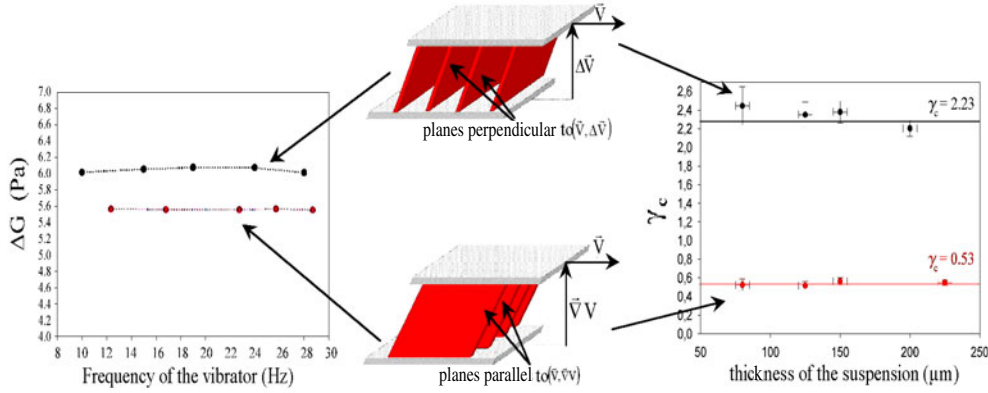 7.0
6.8
6.6
6.4
6.2
6.0
5.8
5.6
5.4
5.2
5.0
4.8
4.6
4.4
4.2
4.0
ΔG (Pa)
8 10 12 14 16 18 20 22 24 26 28 30
Frequency of the vibrator (Hz)
V⃗
ΔV⃗
planes perpendicular to(V⃗, ΔV⃗)
V⃗
∇⃗ V
planes parallel to(v⃗,∇⃗v)
2,6
2,4
2,2
2,0
1,8
1,6
1,4
1,2
1,0
0,8
0,6
0,4
0,2
0,0
γc
γc = 2.23
γc = 0.53
50 100 150 200 250
thickness of the suspension (µm)